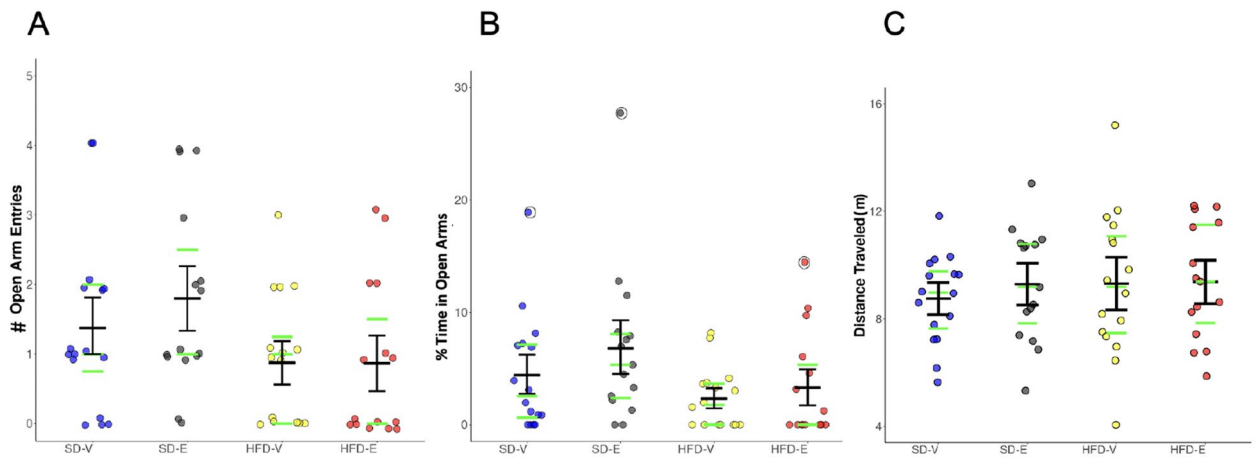 A
B
C
# Open Arm Entries
5
4
3
2
1
0
SD-V SD-E HFD-V HFD-E
% Time in Open Arms
30
20
10
0
SD-V SD-E HFD-V HFD-E
Distance Traveled (m)
16
12
8
4
SD-V SD-E HFD-V HFD-E